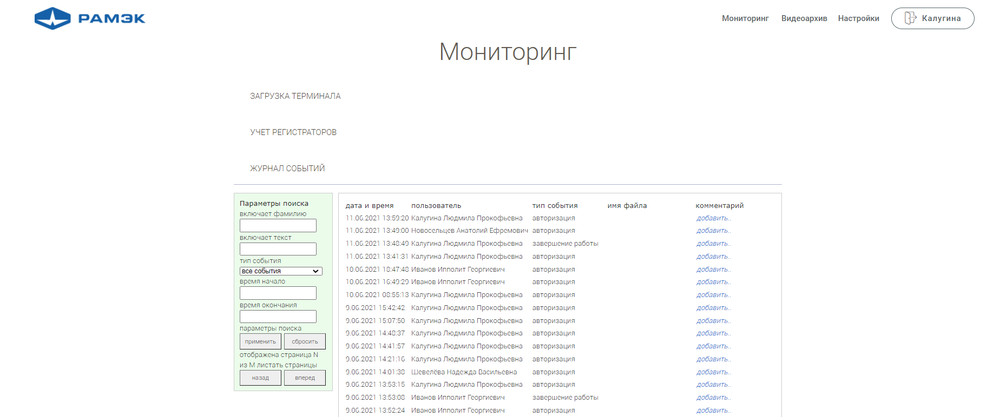 РАМЭК
Мониторинг Видеоархив Настройки Калугина
Мониторинг
ЗАГРУЗКА ТЕРМИНАЛА
УЧЕТ РЕГИСТРАТОРОВ
ЖУРНАЛ СОБЫТИЙ
Параметры поиска
включает фамилию
включает текст
тип события
все события
время начало
время окончания
параметры поиска
применить сбросить
отображена страница N
из M листать страницы
назад вперед
дата и время пользователь тип события имя файла комментарий
11.06.2021 13:59:20 Калугина Людмила Прокофьевна авторизация добавить..
11.06.2021 13:49:00 Новосельцев Анатолий Ефремович авторизация добавить..
11.06.2021 13:48:49 Калугина Людмила Прокофьевна завершение работы добавить..
11.06.2021 13:41:31 Калугина Людмила Прокофьевна авторизация добавить..
10.06.2021 18:47:48 Иванов Ипполит Георгиевич авторизация добавить..
10.06.2021 16:49:29 Иванов Ипполит Георгиевич авторизация добавить..
10.06.2021 08:55:13 Калугина Людмила Прокофьевна авторизация добавить..
9.06.2021 15:42:42 Калугина Людмила Прокофьевна авторизация добавить..
9.06.2021 15:07:50 Калугина Людмила Прокофьевна авторизация добавить..
9.06.2021 14:48:37 Калугина Людмила Прокофьевна авторизация добавить..
9.06.2021 14:41:57 Калугина Людмила Прокофьевна авторизация добавить..
9.06.2021 14:21:16 Калугина Людмила Прокофьевна авторизация добавить..
9.06.2021 14:01:38 Шевелёва Надежда Васильевна авторизация добавить..
9.06.2021 13:53:15 Калугина Людмила Прокофьевна авторизация добавить..
9.06.2021 13:53:08 Иванов Ипполит Георгиевич завершение работы добавить..
9.06.2021 13:52:24 Иванов Ипполит Георгиевич авторизация добавить..